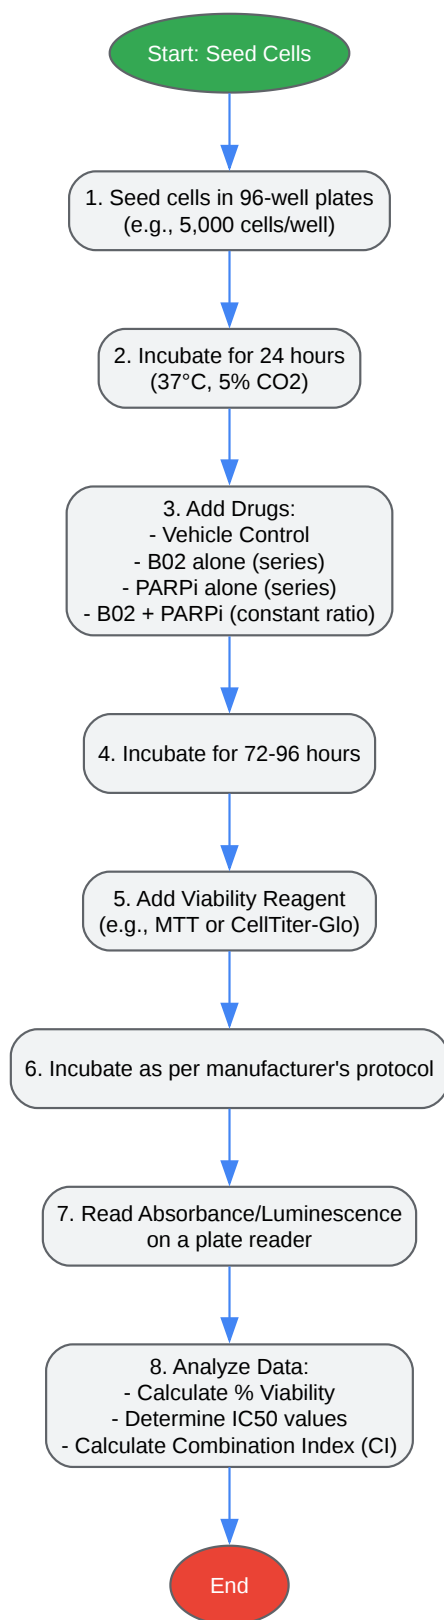 Start: Seed Cells
1. Seed cells in 96-well plates
(e.g., 5,000 cells/well)
2. Incubate for 24 hours
(37°C, 5% CO2)
3. Add Drugs:
- Vehicle Control
- B02 alone (series)
- PARPi alone (series)
- B02 + PARPi (constant ratio)
4. Incubate for 72-96 hours
5. Add Viability Reagent
(e.g., MTT or CellTiter-Glo)
6. Incubate as per manufacturer's protocol
7. Read Absorbance/Luminescence
on a plate reader
8. Analyze Data:
- Calculate % Viability
- Determine IC50 values
- Calculate Combination Index (CI)
End